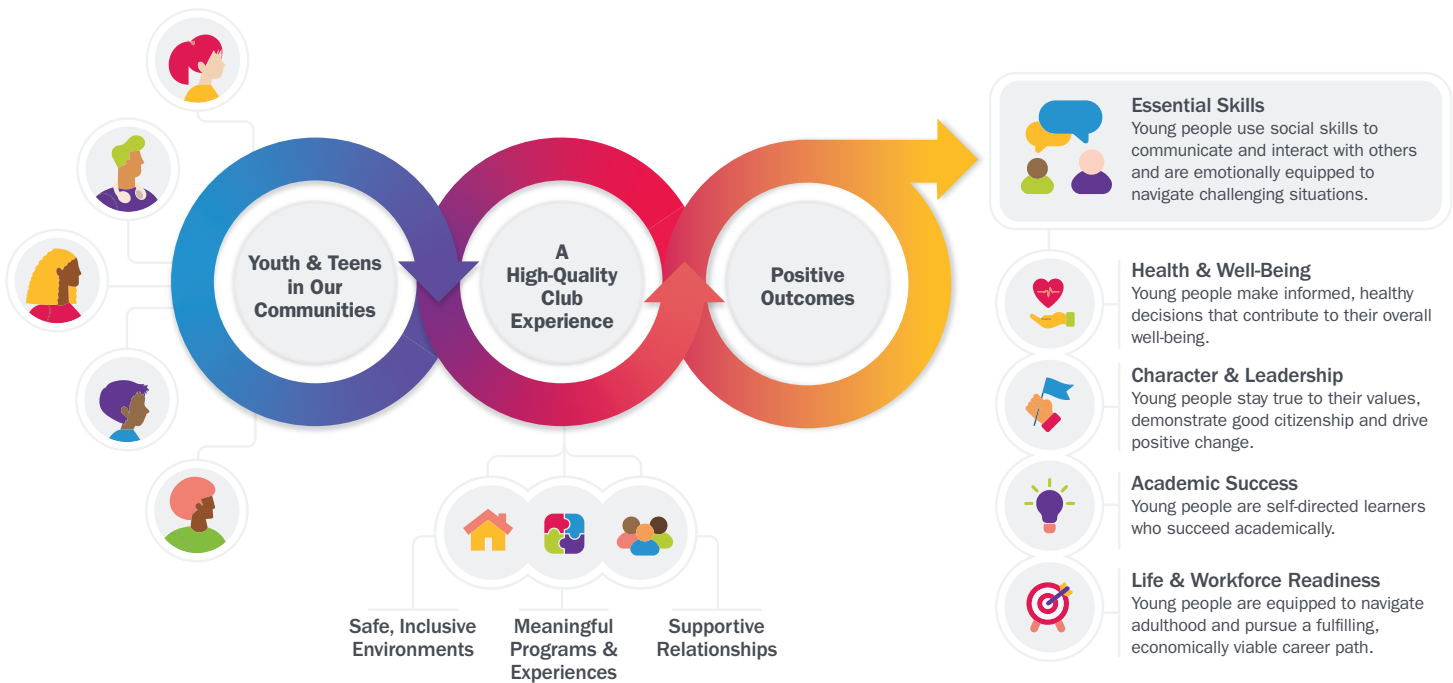 Youth & Teens
in Our
Communities
A
High-Quality
Club
Experience
Positive
Outcomes
Safe, Inclusive
Environments
Meaningful
Programs &
Experiences
Supportive
Relationships
Essential Skills
Young people use social skills to
communicate and interact with others
and are emotionally equipped to
navigate challenging situations.
Health & Well-Being
Young people make informed, healthy
decisions that contribute to their overall
well-being.
Character & Leadership
Young people stay true to their values,
demonstrate good citizenship and drive
positive change.
Academic Success
Young people are self-directed learners
who succeed academically.
Life & Workforce Readiness
Young people are equipped to navigate
adulthood and pursue a fulfilling,
economically viable career path.